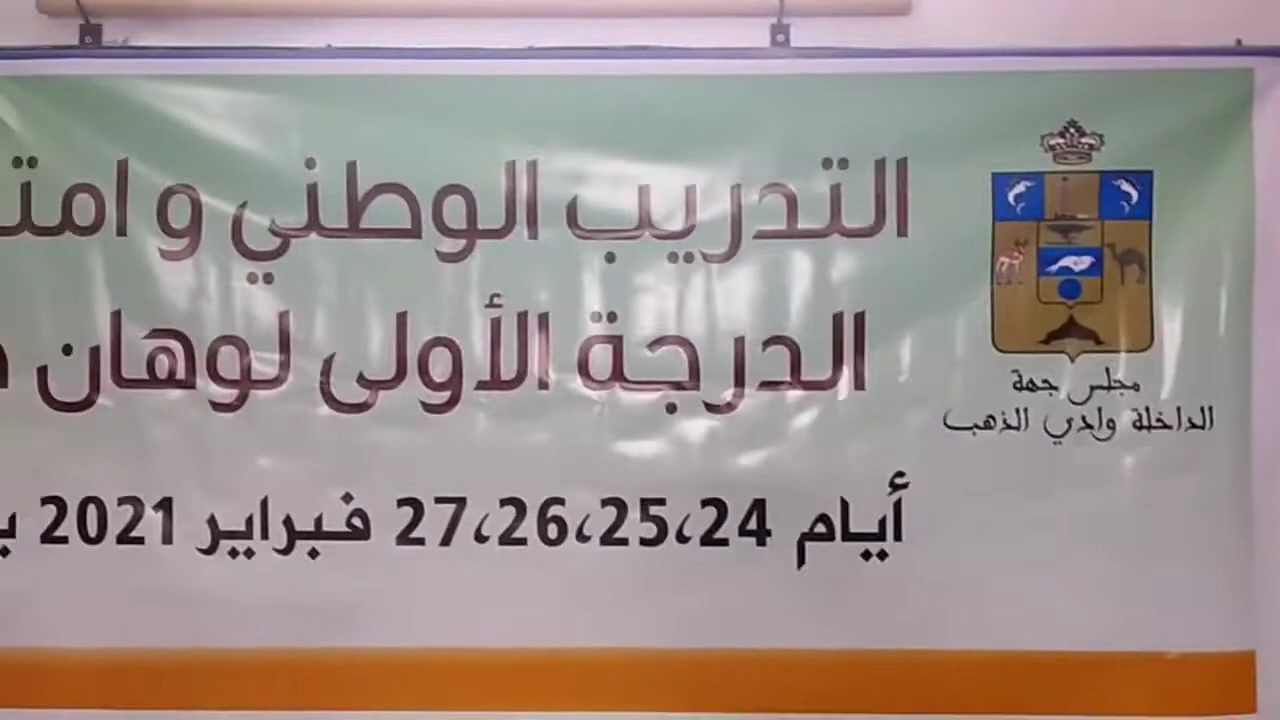 التدريب الوطني و
الدرجة الأولى لوهان
أيام 24،25،26،27 فبراير 2021
مجلس جهة
الداخلة وادي الذهب